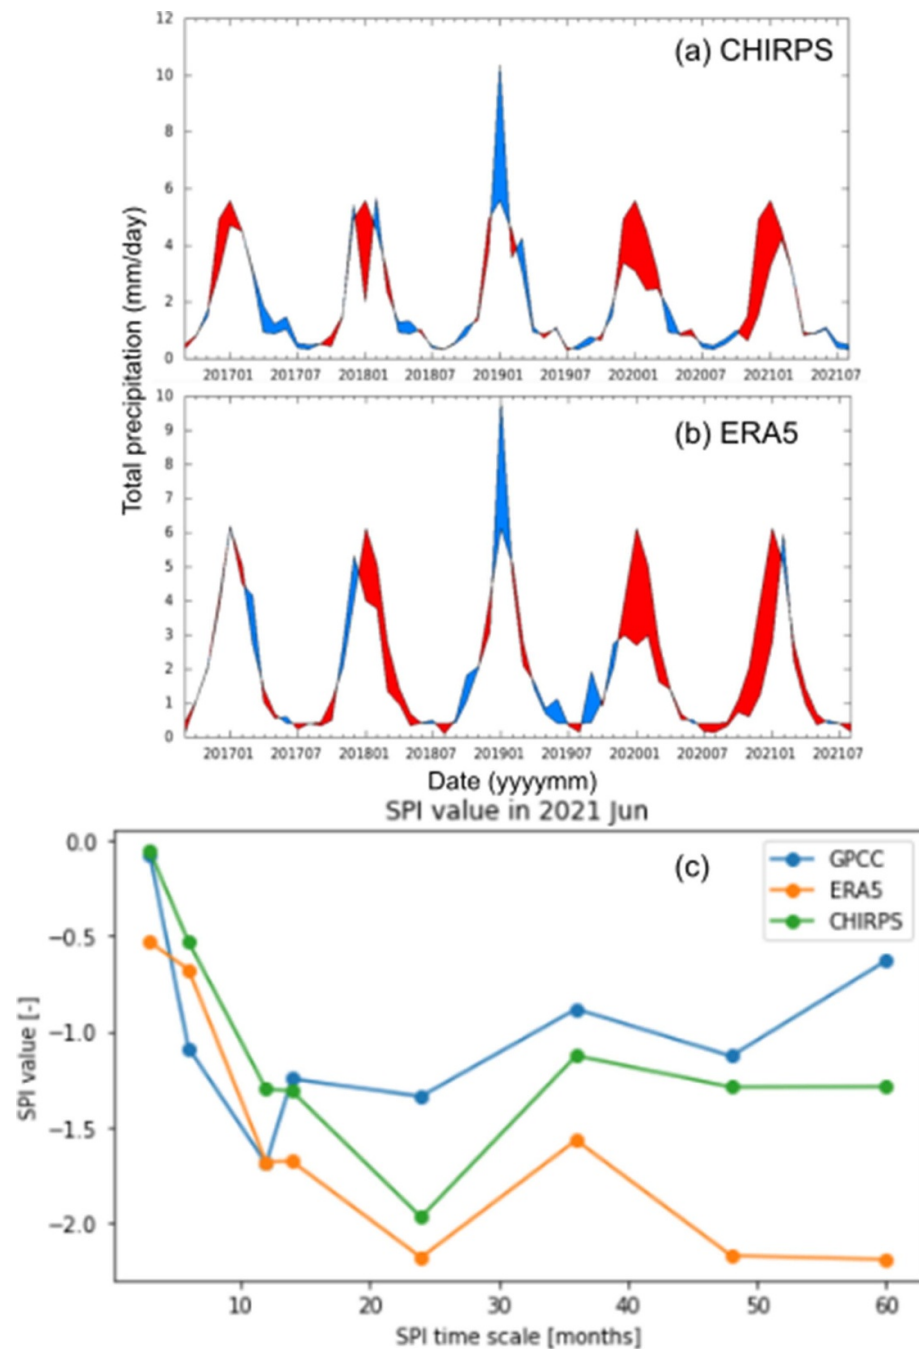 (a) CHIRPS
12
10
8
6
4
2
0
201701 201707 201801 201807 201901 201907 202001 202007 202101 202107
Total precipitation (mm/day)
(b) ERA5
10
9
8
7
6
5
4
3
2
1
0
201701 201707 201801 201807 201901 201907 202001 202007 202101 202107
Date (yyyymm)
SPI value in 2021 Jun
(c)
GPCC
ERA5
CHIRPS
0.0
−0.5
−1.0
−1.5
−2.0
SPI value [-]
10 20 30 40 50 60
SPI time scale [months]